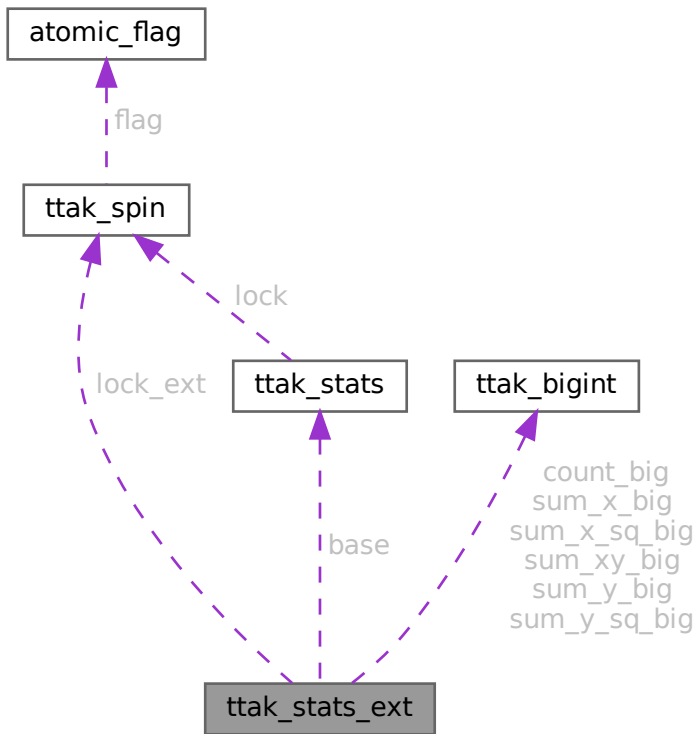 atomic_flag
flag
ttak_spin
lock
lock_ext
ttak_stats
ttak_bigint
base
count_big
sum_x_big
sum_x_sq_big
sum_xy_big
sum_y_big
sum_y_sq_big
ttak_stats_ext